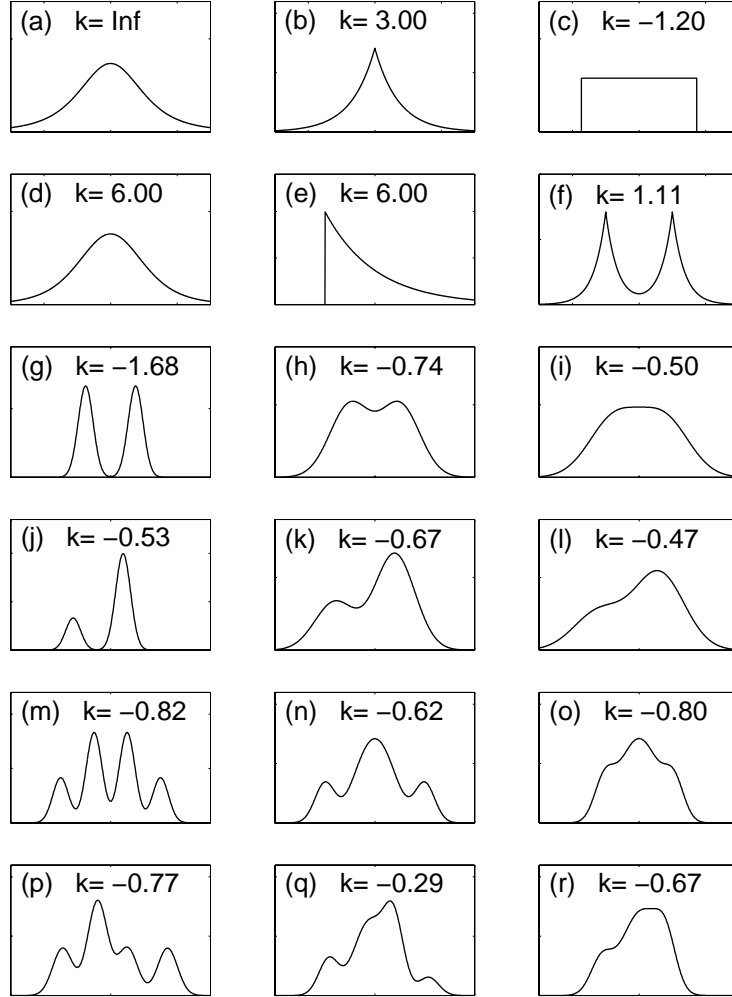 (a) k= Inf
(b) k= 3.00
(c) k= −1.20
(d) k= 6.00
(e) k= 6.00
(f) k= 1.11
(g) k= −1.68
(h) k= −0.74
(i) k= −0.50
(j) k= −0.53
(k) k= −0.67
(l) k= −0.47
(m) k= −0.82
(n) k= −0.62
(o) k= −0.80
(p) k= −0.77
(q) k= −0.29
(r) k= −0.67